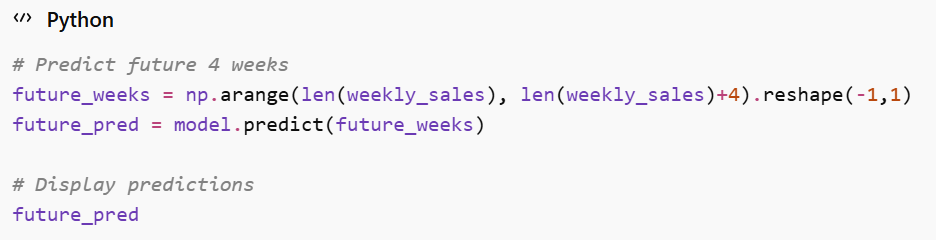 </> Python
# Predict future 4 weeks
future_weeks = np.arange(len(weekly_sales), len(weekly_sales)+4).reshape(-1,1)
future_pred = model.predict(future_weeks)
# Display predictions
future_pred